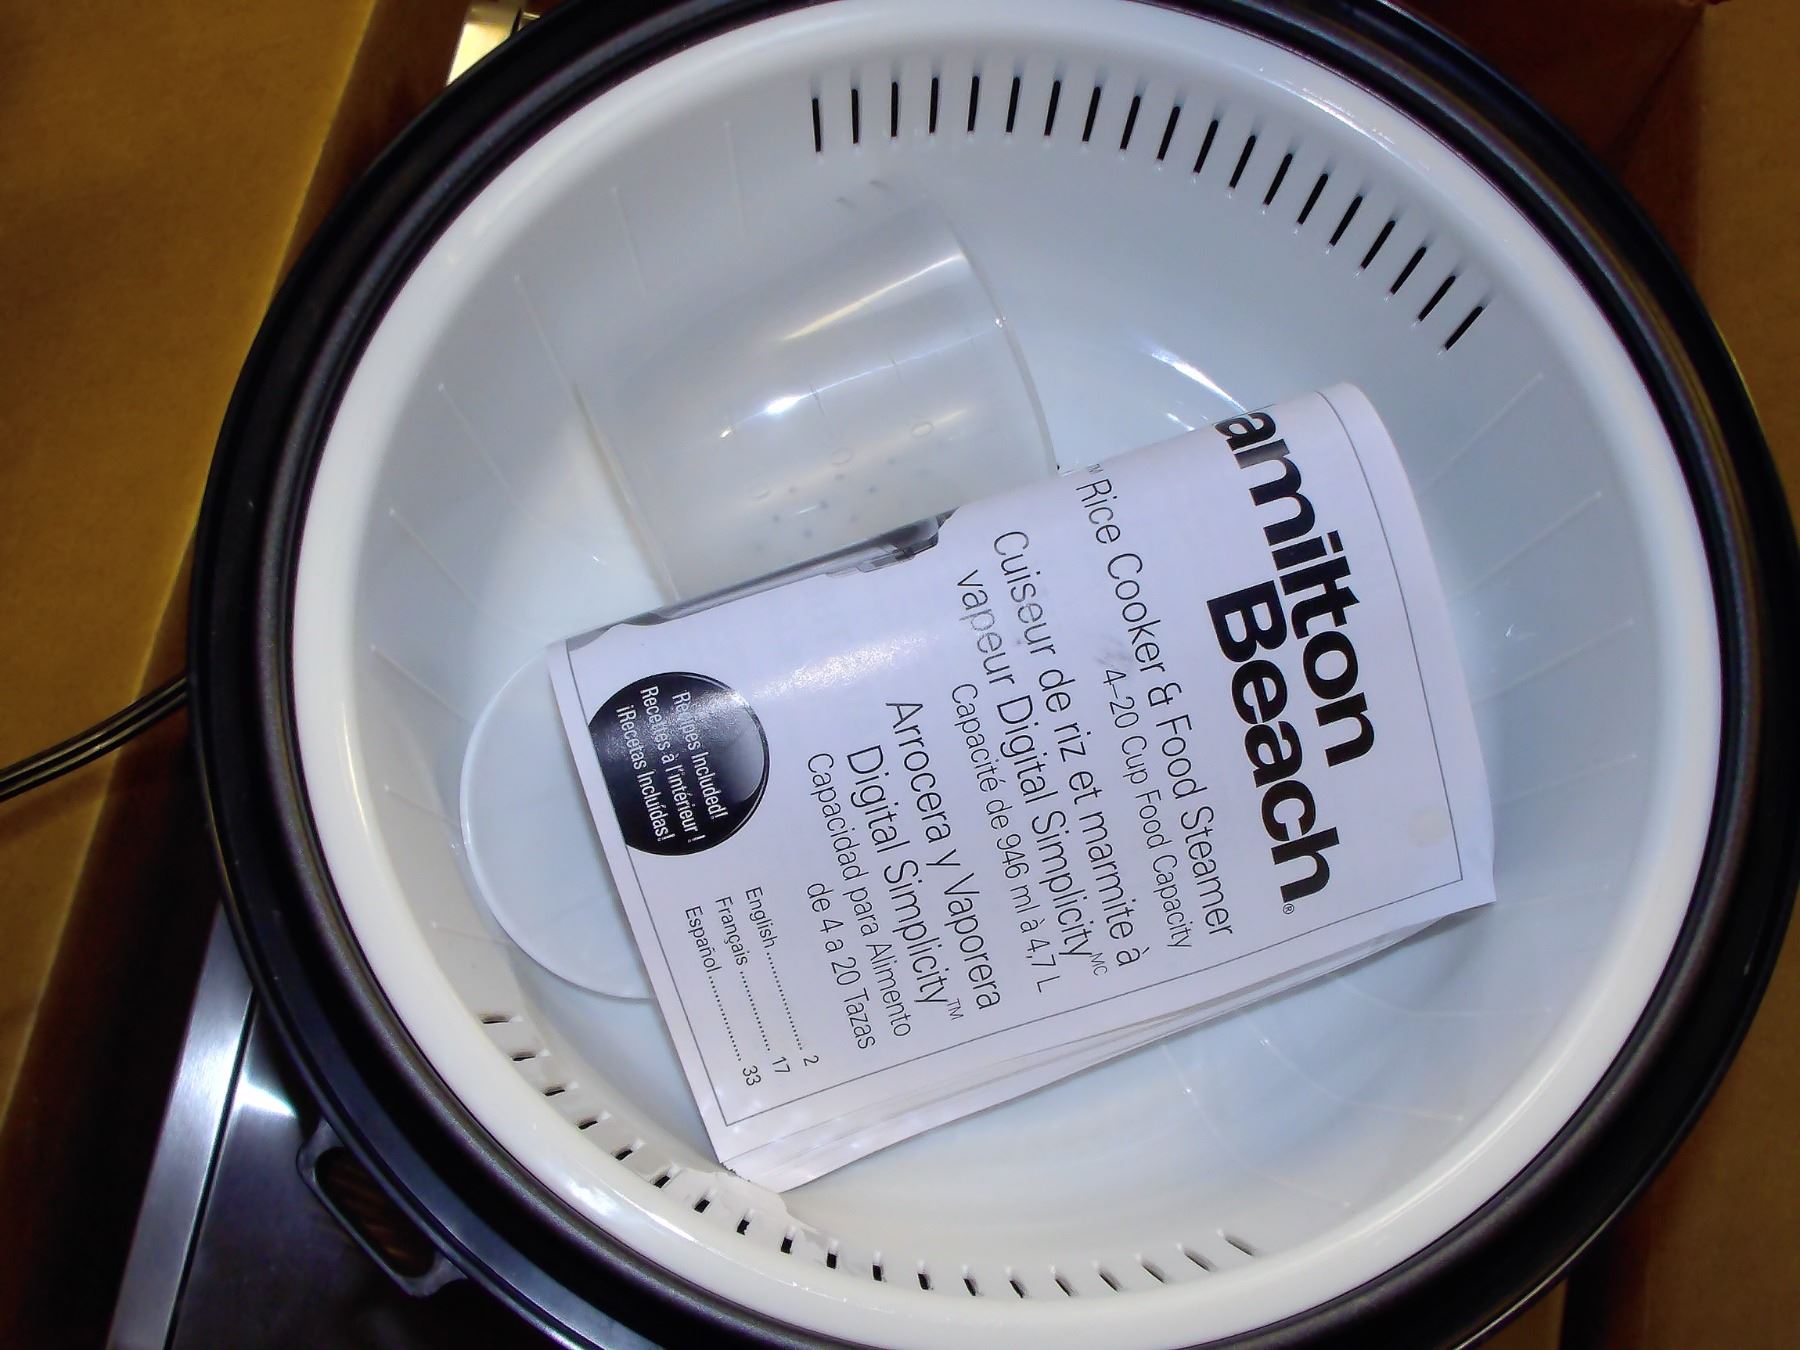 amilton
Beach®
™ Rice Cooker & Food Steamer
4–20 Cup Food Capacity
Cuiseur de riz et marmite à
vapeur Digital Simplicity MC
Capacité de 946 ml à 4,7 L
Arrocera y Vaporera
Digital Simplicity™
Capacidad para Alimento
de 4 a 20 Tazas
English ................. 2
Français ................ 17
Español ................. 33
Recipes Included!
Recettes à l'intérieur !
¡Recetas Incluídas!